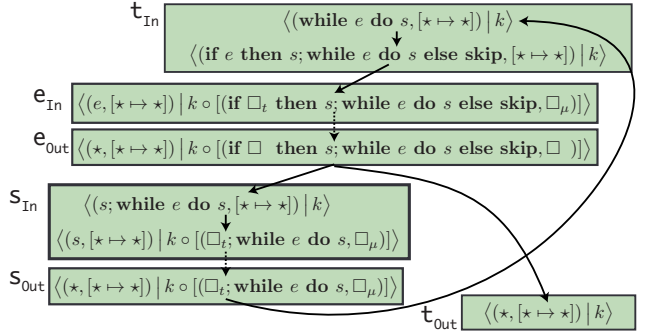 t_In
⟨(while e do s, [⋆ ↦ ⋆]) | k⟩
⟨(if e then s; while e do s else skip, [⋆ ↦ ⋆]) | k⟩
e_In
⟨(e, [⋆ ↦ ⋆]) | k ∘ [(if □_t then s; while e do s else skip, □_μ)]⟩
e_Out
⟨(⋆, [⋆ ↦ ⋆]) | k ∘ [(if □ then s; while e do s else skip, □ )]⟩
s_In
⟨(s; while e do s, [⋆ ↦ ⋆]) | k⟩
⟨(s, [⋆ ↦ ⋆]) | k ∘ [(□_t; while e do s, □_μ)]⟩
s_Out
⟨(⋆, [⋆ ↦ ⋆]) | k ∘ [(□_t; while e do s, □_μ)]⟩
t_Out
⟨(⋆, [⋆ ↦ ⋆]) | k⟩